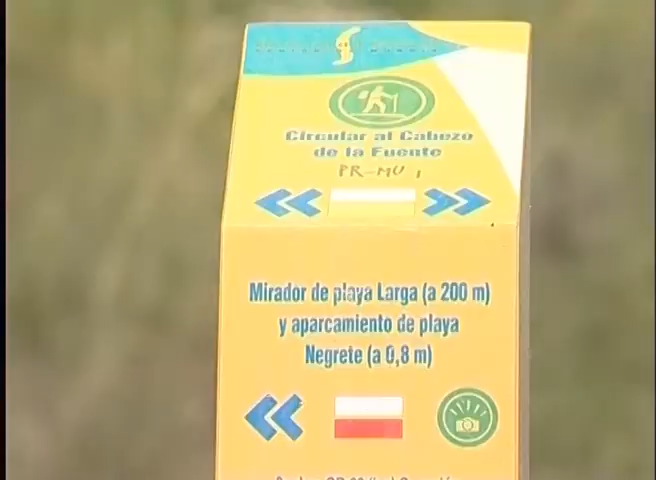 Circular al Cabezo
de la Fuente
PR-MU 1
Mirador de playa Larga (a 200 m)
y aparcamiento de playa
Negrete (a 0,8 m)